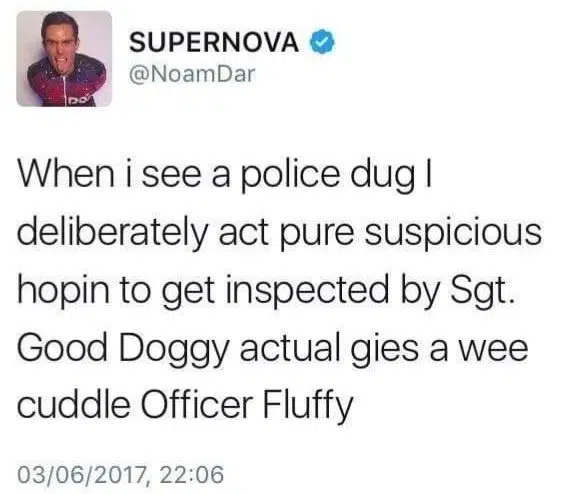 SUPERNOVA
@NoamDar
When i see a police dug I
deliberately act pure suspicious
hopin to get inspected by Sgt.
Good Doggy actual gies a wee
cuddle Officer Fluffy
03/06/2017, 22:06